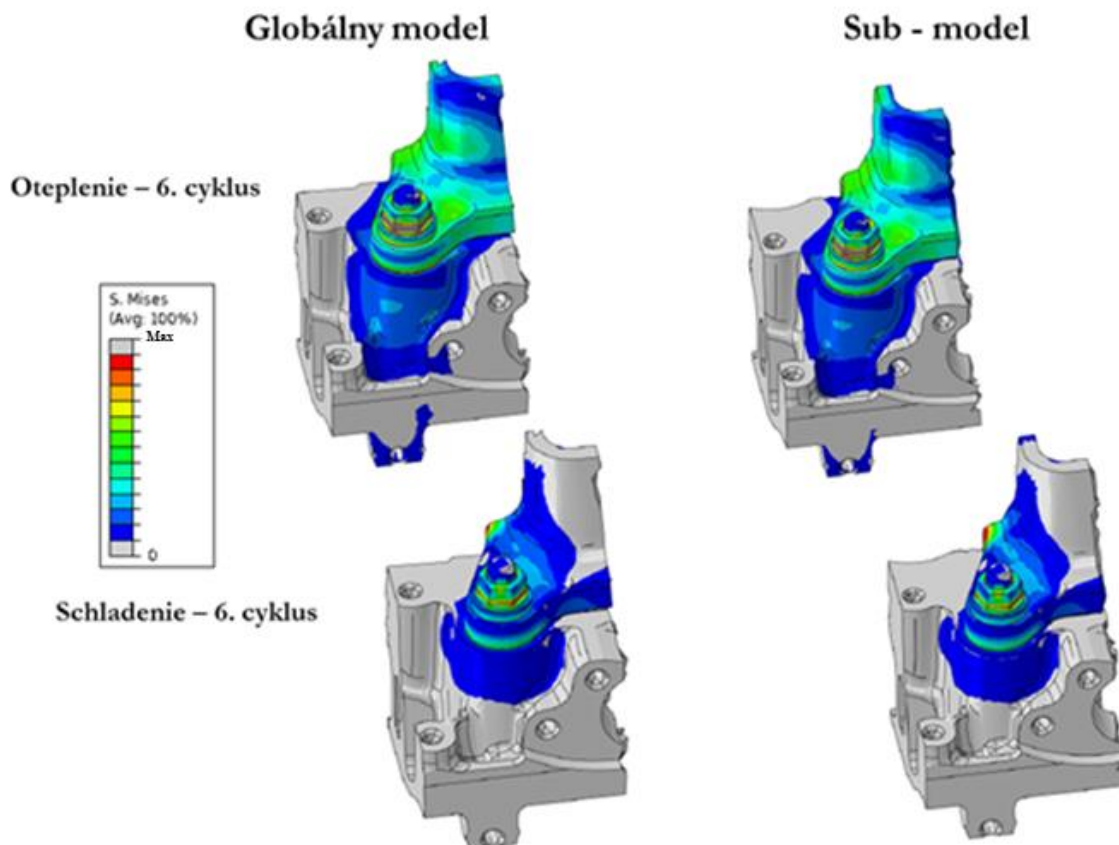 Globálny model
Sub - model
Oteplenie – 6. cyklus
S. Mises
(Avg: 100%)
Max
0
Schladenie – 6. cyklus